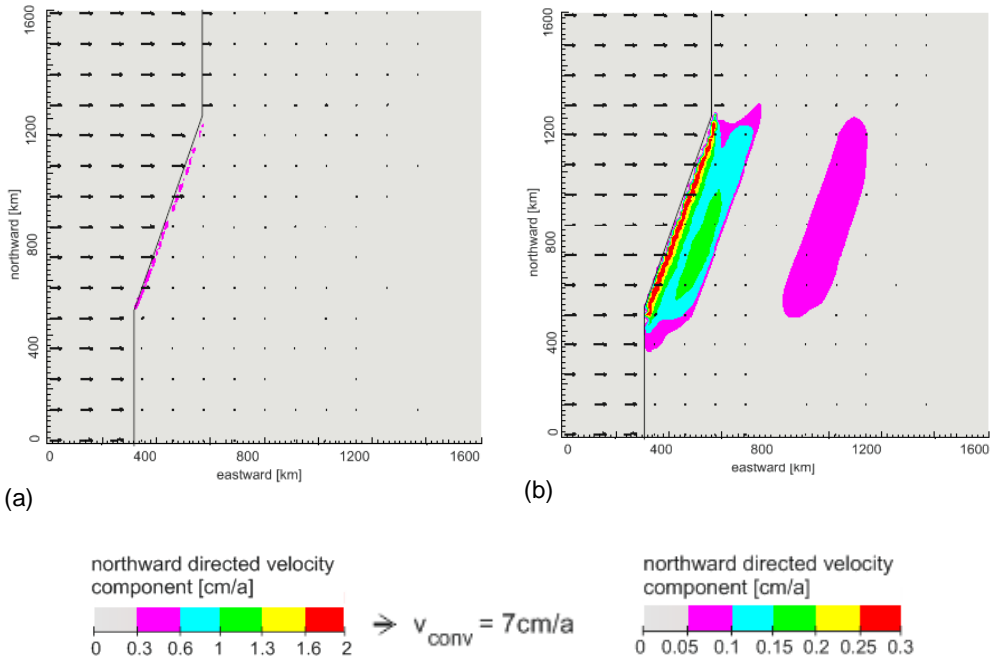 1600
1200
800
400
0
northward [km]
0 400 800 1200 1600
eastward [km]
(a)
1600
1200
800
400
0
northward [km]
0 400 800 1200 1600
eastward [km]
(b)
northward directed velocity
component [cm/a]
0 0.3 0.6 1 1.3 1.6 2
v conv = 7cm/a
northward directed velocity
component [cm/a]
0 0.05 0.1 0.15 0.2 0.25 0.3